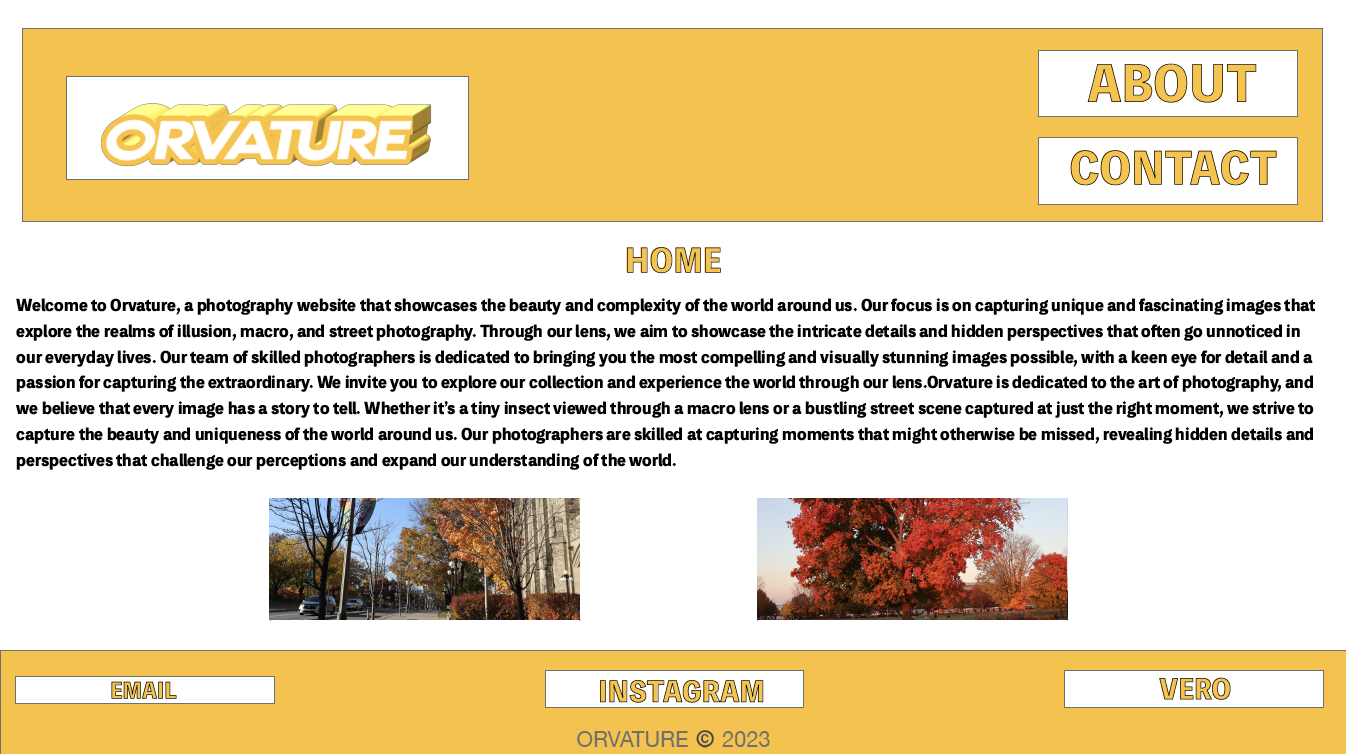 ORVATURE
ABOUT
CONTACT
HOME
Welcome to Orvature, a photography website that showcases the beauty and complexity of the world around us. Our focus is on capturing unique and fascinating images that
explore the realms of illusion, macro, and street photography. Through our lens, we aim to showcase the intricate details and hidden perspectives that often go unnoticed in
our everyday lives. Our team of skilled photographers is dedicated to bringing you the most compelling and visually stunning images possible, with a keen eye for detail and a
passion for capturing the extraordinary. We invite you to explore our collection and experience the world through our lens.Orvature is dedicated to the art of photography, and
we believe that every image has a story to tell. Whether it’s a tiny insect viewed through a macro lens or a bustling street scene captured at just the right moment, we strive to
capture the beauty and uniqueness of the world around us. Our photographers are skilled at capturing moments that might otherwise be missed, revealing hidden details and
perspectives that challenge our perceptions and expand our understanding of the world.
EMAIL
INSTAGRAM
VERO
ORVATURE © 2023